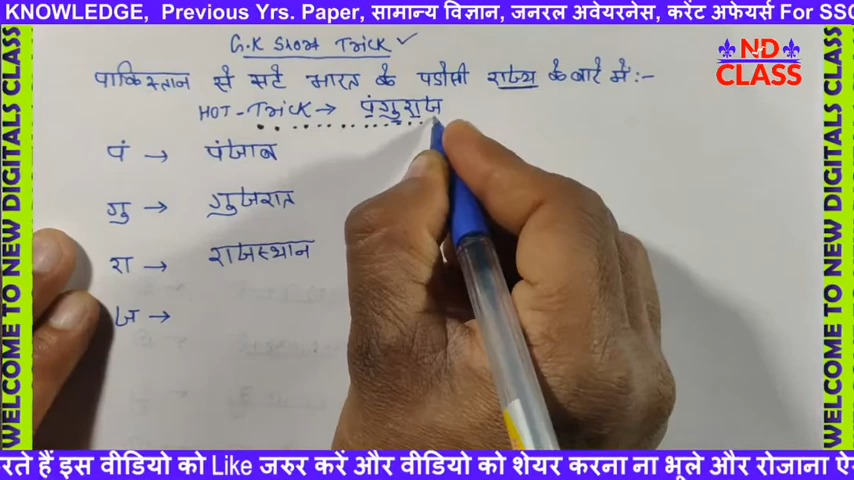 KNOWLEDGE, Previous Yrs. Paper, सामान्य विज्ञान, जनरल अवेयरनेस, करेंट अफेयर्स For SSC
ND
CLASS
WELCOME TO NEW DIGITALS CLASS
G.K Short Trick ✓
पाकिस्तान से सटे भारत के पडोसी राज्य के बारे में:-
HOT-Trick → पंगुराज
पं → पंजाब
गु → गुजरात
रा → राजस्थान
ज →
WELCOME TO NEW DIGITALS CLASS
रते हैं इस वीडियो को Like जरुर करें और वीडियो को शेयर करना ना भूले और रोजाना ऐ